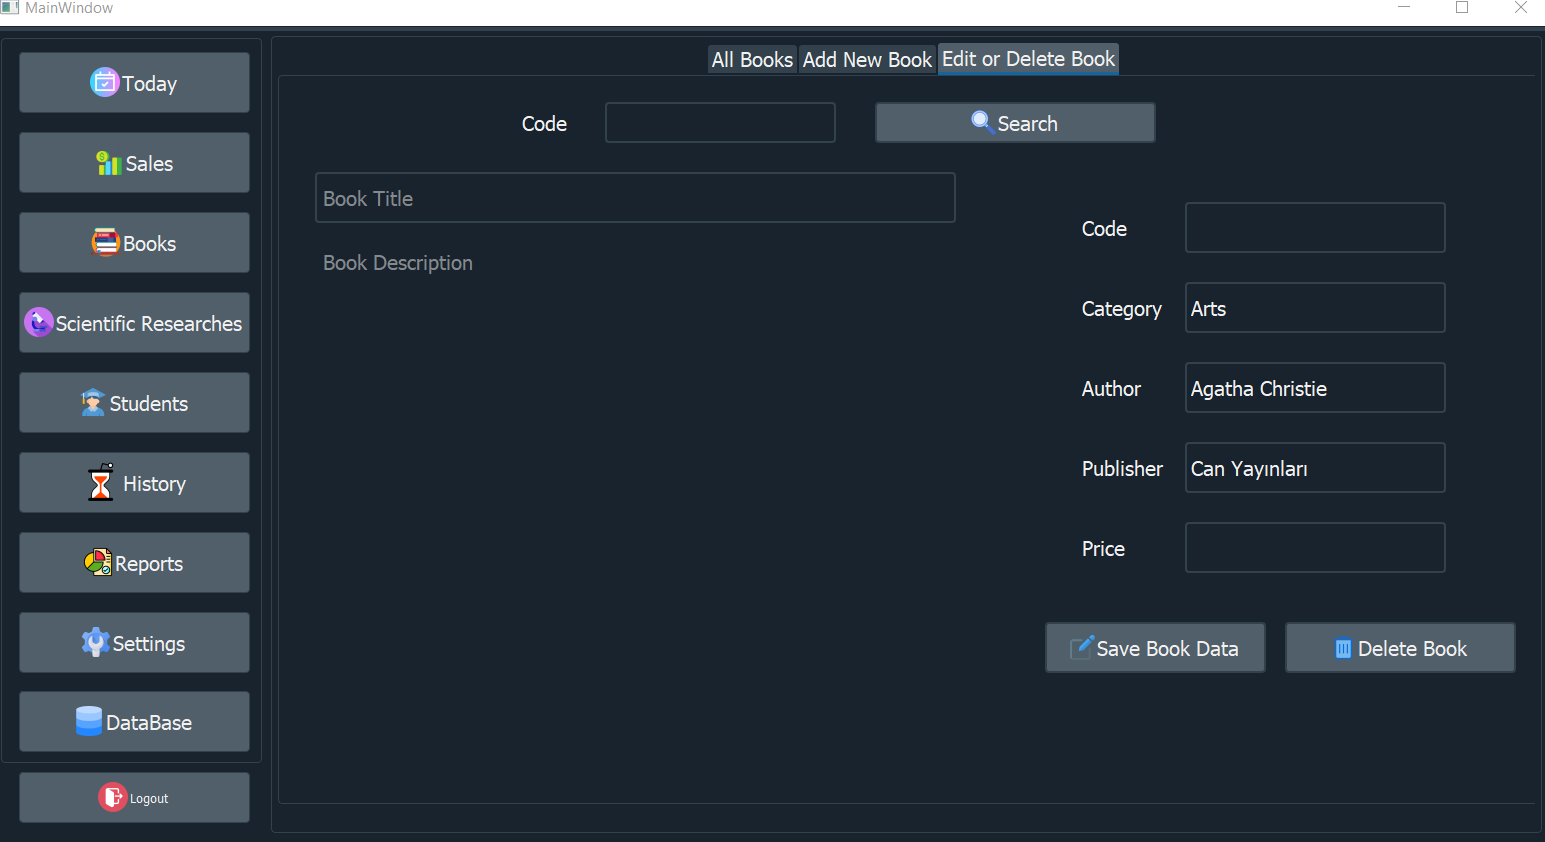 MainWindow
Today
Sales
Books
Scientific Researches
Students
History
Reports
Settings
DataBase
Logout
All Books Add New Book Edit or Delete Book
Code Search
Book Title
Book Description
Code
Category Arts
Author Agatha Christie
Publisher Can Yayınları
Price
Save Book Data Delete Book